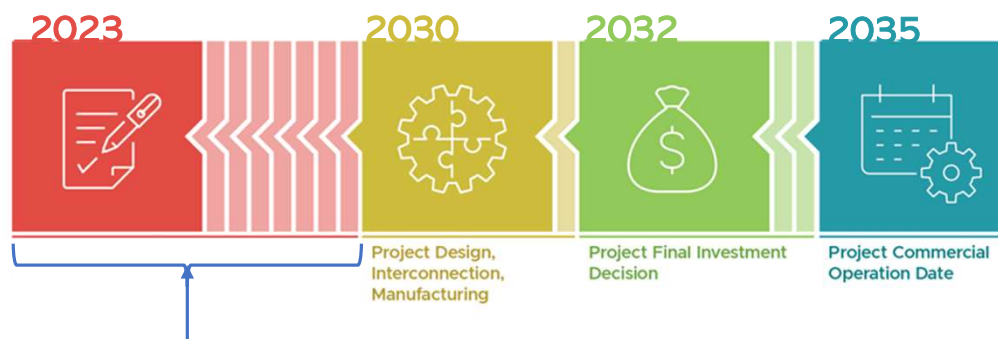 2023
2030
2032
2035
$
Project Design,
Interconnection,
Manufacturing
Project Final Investment
Decision
Project Commercial
Operation Date